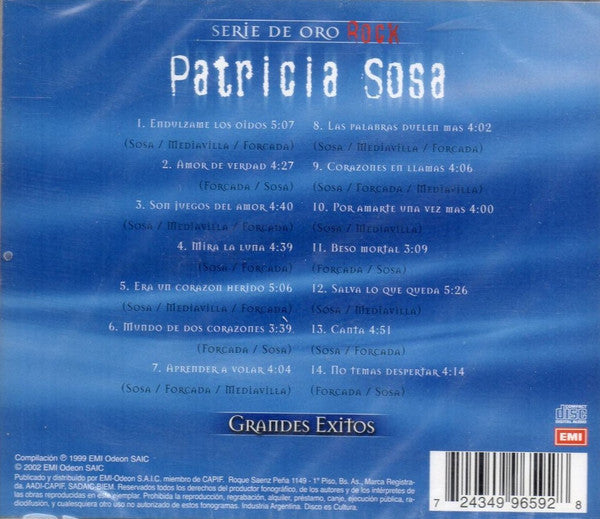 SERIE DE ORO ROCK
Patricia Sosa
1. Endulzame los oidos 5:07
(Sosa / Mediavilla / Forcada)
2. Amor de verdad 4:27
(Forcada / Sosa)
3. Son juegos del amor 4:40
(Sosa / Mediavilla / Forcada)
4. Mira la luna 4:39
(Sosa / Forcada)
5. Era un corazon herido 5:06
(Sosa / Mediavilla / Forcada)
6. Mundo de dos corazones 3:39
(Forcada / Sosa)
7. Aprender a volar 4:04
(Sosa / Forcada / Mediavilla)
8. Las palabras duelen mas 4:02
(Sosa / Mediavilla / Forcada)
9. Corazones en llamas 4:06
(Sosa / Forcada / Mediavilla)
10. Por amarte una vez mas 4:00
(Sosa / Mediavilla)
11. Beso mortal 3:09
(Forcada / Sosa)
12. Salva lo que queda 5:26
(Sosa / Mediavilla)
13. Canta 4:51
(Sosa / Forcada)
14. No temas despertar 4:14
(Forcada / Sosa)
Grandes Exitos
COMPACT
disc
DIGITAL AUDIO
EMI
Compilación ℗ 1999 EMI Odeon SAIC
© 2002 EMI Odeon SAIC
Publicado y distribuido por EMI-Odeon S.A.I.C. miembro de CAPIF. Roque Saenz Peña 1149 - 1º Piso, Bs. As., Marca Registra-
da. AADI-CAPIF, SADAIC-BIEM. Reservados todos los derechos del productor fonográfico, de los autores y de los intérpretes de
las obras reproducidas en este ejemplar. Prohibida la reproducción, regrabación, alquiler, préstamo, canje, ejecución pública, ra-
diodifusión, y cualesquiera otro uso no autorizado de estos fonogramas. Industria Argentina. Disco es Cultura.
7 24349 96592 8